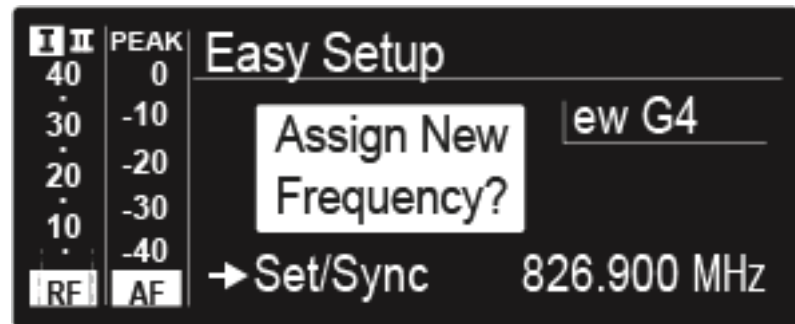 I II PEAK Easy Setup
40 0
30 -10 ew G4
Assign New
20 -20
Frequency?
-30
10
-40
Set/Sync 826.900 MHz
RF AF